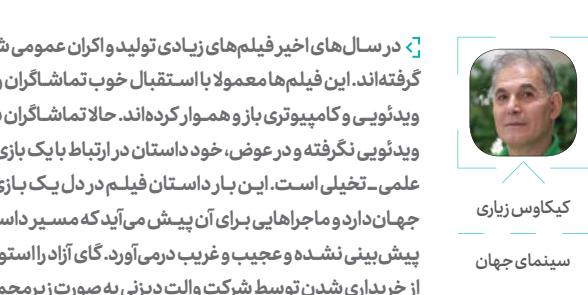 در سال‌های اخیر فیلم‌های زیادی تولید و اکران عمومی
گرفته‌اند. این فیلم‌ها معمولا با استقبال خوب تماشاگران
ویدئویی و کامپیوتری باز و هموار کرده‌اند. حالا تماشاگران
ویدئویی نگرفته و در عوض، خود داستان در ارتباط با یک بازی
علمی ــ تخیلی است. این بار داستان فیلم در دل یک بازی
جهان دارد و ماجراهایی برای آن پیش می‌آید که مسیر
پیش‌بینی نشده و عجیب و غریب درمی‌آورد. گای آزاد را
از خریداری شدن توسط شرکت والت دیزنی به صورت
کیکاوس زیاری
سینمای جهان